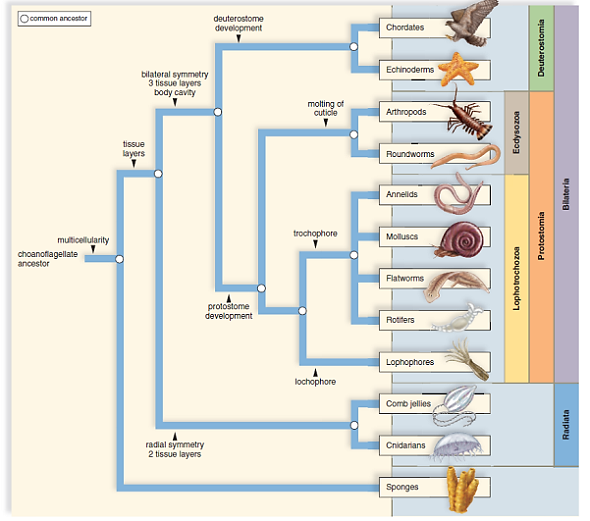 common ancestor
deuterostome
development
bilateral symmetry
3 tissue layers
body cavity
molting of
cuticle
tissue
layers
multicellularity
choanoflagellate
ancestor
trochophore
protostome
development
lochophore
radial symmetry
2 tissue layers
Chordates
Echinoderms
Arthropods
Roundworms
Annelids
Molluscs
Flatworms
Rotifers
Lophophores
Comb jellies
Cnidarians
Sponges
Deuterostomia
Ecdysozoa
Lophotrochozoa
Protostomia
Bilateria
Radiata